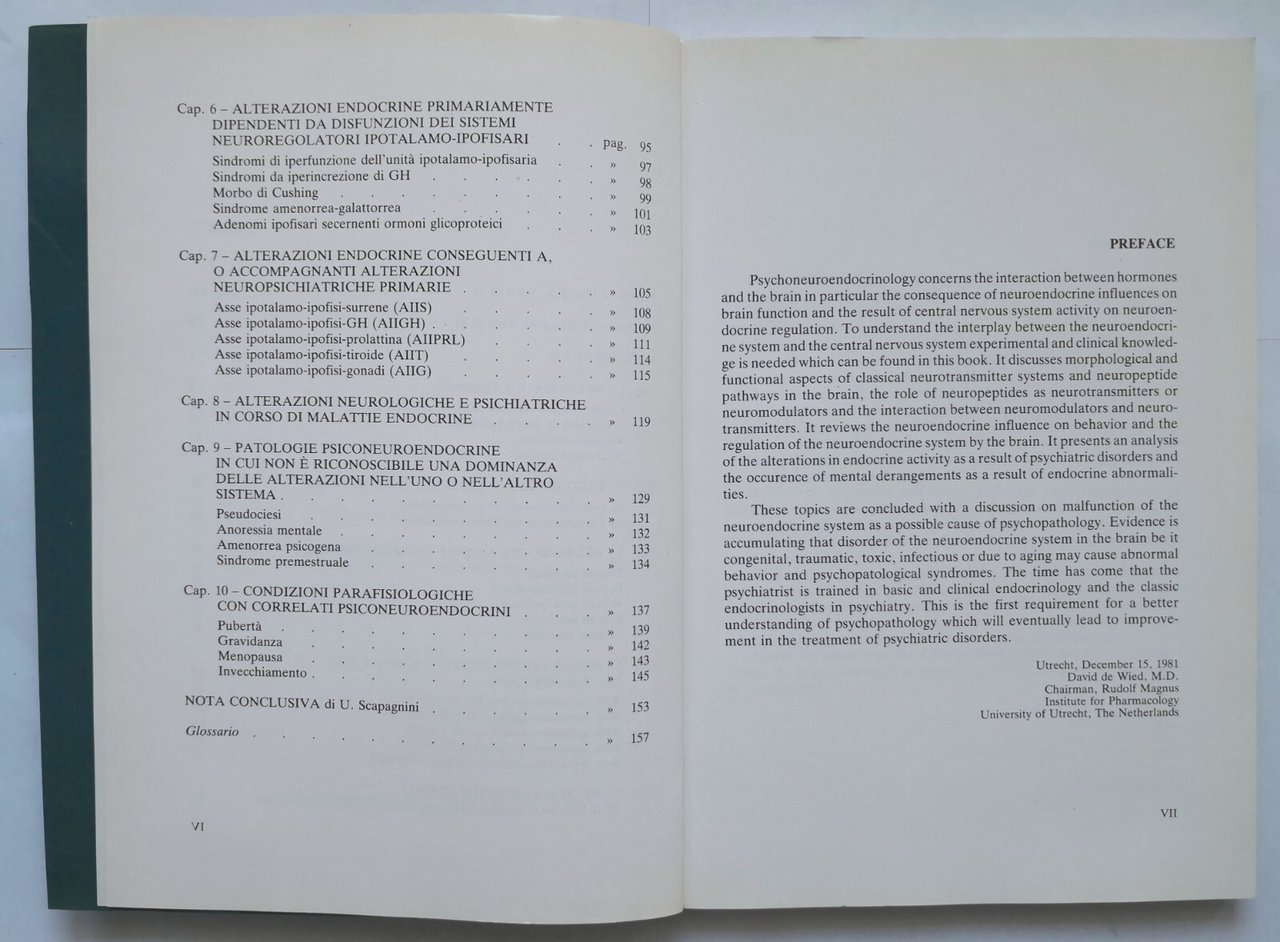 Cap. 6 – ALTERAZIONI ENDOCRINE PRIMARIAMENTE
DIPENDENTI DA DISFUNZIONI DEI SISTEMI
NEUROREGOLATORI IPOTALAMO-IPOFISARI . . pag. 95
Sindromi di iperfunzione dell'unità ipotalamo-ipofisaria . . » 97
Sindromi da iperincrezione di GH . . . . . . » 98
Morbo di Cushing . . . . . . . . » 99
Sindrome amenorrea-galattorrea . . . . . . » 101
Adenomi ipofisari secernenti ormoni glicoproteici . . . » 103
Cap. 7 – ALTERAZIONI ENDOCRINE CONSEGUENTI A,
O ACCOMPAGNANTI ALTERAZIONI
NEUROPSICHIATRICHE PRIMARIE . . . . . » 105
Asse ipotalamo-ipofisi-surrene (AIIS) . . . . . » 108
Asse ipotalamo-ipofisi-GH (AIIGH) . . . . . . » 109
Asse ipotalamo-ipofisi-prolattina (AIIPRL) . . . . » 111
Asse ipotalamo-ipofisi-tiroide (AIIT) . . . . . » 114
Asse ipotalamo-ipofisi-gonadi (AIIG) . . . . . » 115
Cap. 8 – ALTERAZIONI NEUROLOGICHE E PSICHIATRICHE
IN CORSO DI MALATTIE ENDOCRINE . . . . » 119
Cap. 9 – PATOLOGIE PSICONEUROENDOCRINE
IN CUI NON È RICONOSCIBILE UNA DOMINANZA
DELLE ALTERAZIONI NELL'UNO O NELL'ALTRO
SISTEMA . . . . . . . . . . . » 129
Pseudociesi . . . . . . . . . . » 131
Anoressia mentale . . . . . . . . . » 132
Amenorrea psicogena . . . . . . . . » 133
Sindrome premestruale . . . . . . . . » 134
Cap. 10 – CONDIZIONI PARAFISIOLOGICHE
CON CORRELATI PSICONEUROENDOCRINI . . . » 137
Pubertà . . . . . . . . . . . » 139
Gravidanza . . . . . . . . . . » 142
Menopausa . . . . . . . . . . » 143
Invecchiamento . . . . . . . . . . » 145
NOTA CONCLUSIVA di U. Scapagnini . . . . . . » 153
Glossario . . . . . . . . . . . . » 157
VI
PREFACE
Psychoneuroendocrinology concerns the interaction between hormones
and the brain in particular the consequence of neuroendocrine influences on
brain function and the result of central nervous system activity on neuroen-
docrine regulation. To understand the interplay between the neuroendocri-
ne system and the central nervous system experimental and clinical knowled-
ge is needed which can be found in this book. It discusses morphological and
functional aspects of classical neurotransmitter systems and neuropeptide
pathways in the brain, the role of neuropeptides as neurotransmitters or
neuromodulators and the interaction between neuromodulators and neuro-
transmitters. It reviews the neuroendocrine influence on behavior and the
regulation of the neuroendocrine system by the brain. It presents an analysis
of the alterations in endocrine activity as a result of psychiatric disorders and
the occurence of mental derangements as a result of endocrine abnormali-
ties.
These topics are concluded with a discussion on malfunction of the
neuroendocrine system as a possible cause of psychopathology. Evidence is
accumulating that disorder of the neuroendocrine system in the brain be it
congenital, traumatic, toxic, infectious or due to aging may cause abnormal
behavior and psychopatological syndromes. The time has come that the
psychiatrist is trained in basic and clinical endocrinology and the classic
endocrinologists in psychiatry. This is the first requirement for a better
understanding of psychopathology which will eventually lead to improve-
ment in the treatment of psychiatric disorders.
Utrecht, December 15, 1981
David de Wied, M.D.
Chairman, Rudolf Magnus
Institute for Pharmacology
University of Utrecht, The Netherlands
VII